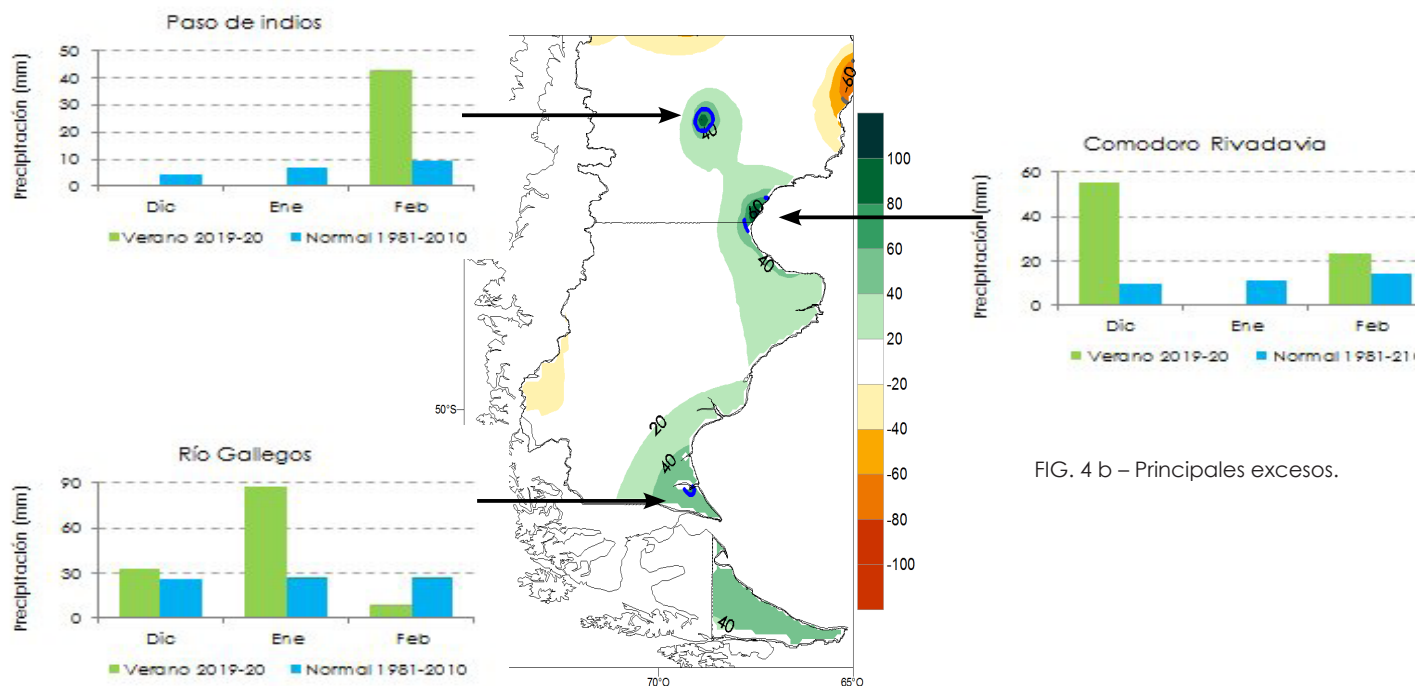 Paso de indios
Precipitación (mm)
50
40
30
20
10
0
Dic Ene Feb
Verano 2019-20 Normal 1981-2010
Río Gallegos
Precipitación (mm)
90
60
30
0
Dic Ene Feb
Verano 2019-20 Normal 1981-2010
40
-60
60
40
20
40
40
50°S
70°O 65°O
100
80
60
40
20
-20
-40
-60
-80
-100
Comodoro Rivadavia
Precipitación (mm)
60
40
20
0
Dic Ene Feb
Verano 2019-20 Normal 1981-210
FIG. 4 b – Principales excesos.